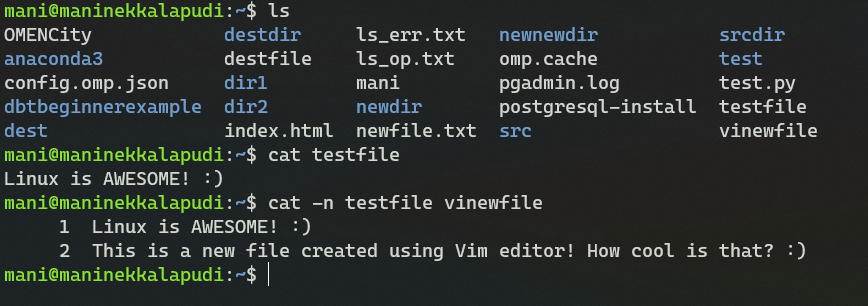 mani@maninekkalapudi:~$ ls
OMENCity destdir ls_err.txt newnewdir srcdir
anaconda3 destfile ls_op.txt omp.cache test
config.omp.json dir1 mani pgadmin.log test.py
dbtbeginnerexample dir2 newdir postgresql-install testfile
dest index.html newfile.txt src vinewfile
mani@maninekkalapudi:~$ cat testfile
Linux is AWESOME! :)
mani@maninekkalapudi:~$ cat -n testfile vinewfile
1 Linux is AWESOME! :)
2 This is a new file created using Vim editor! How cool is that? :)
mani@maninekkalapudi:~$